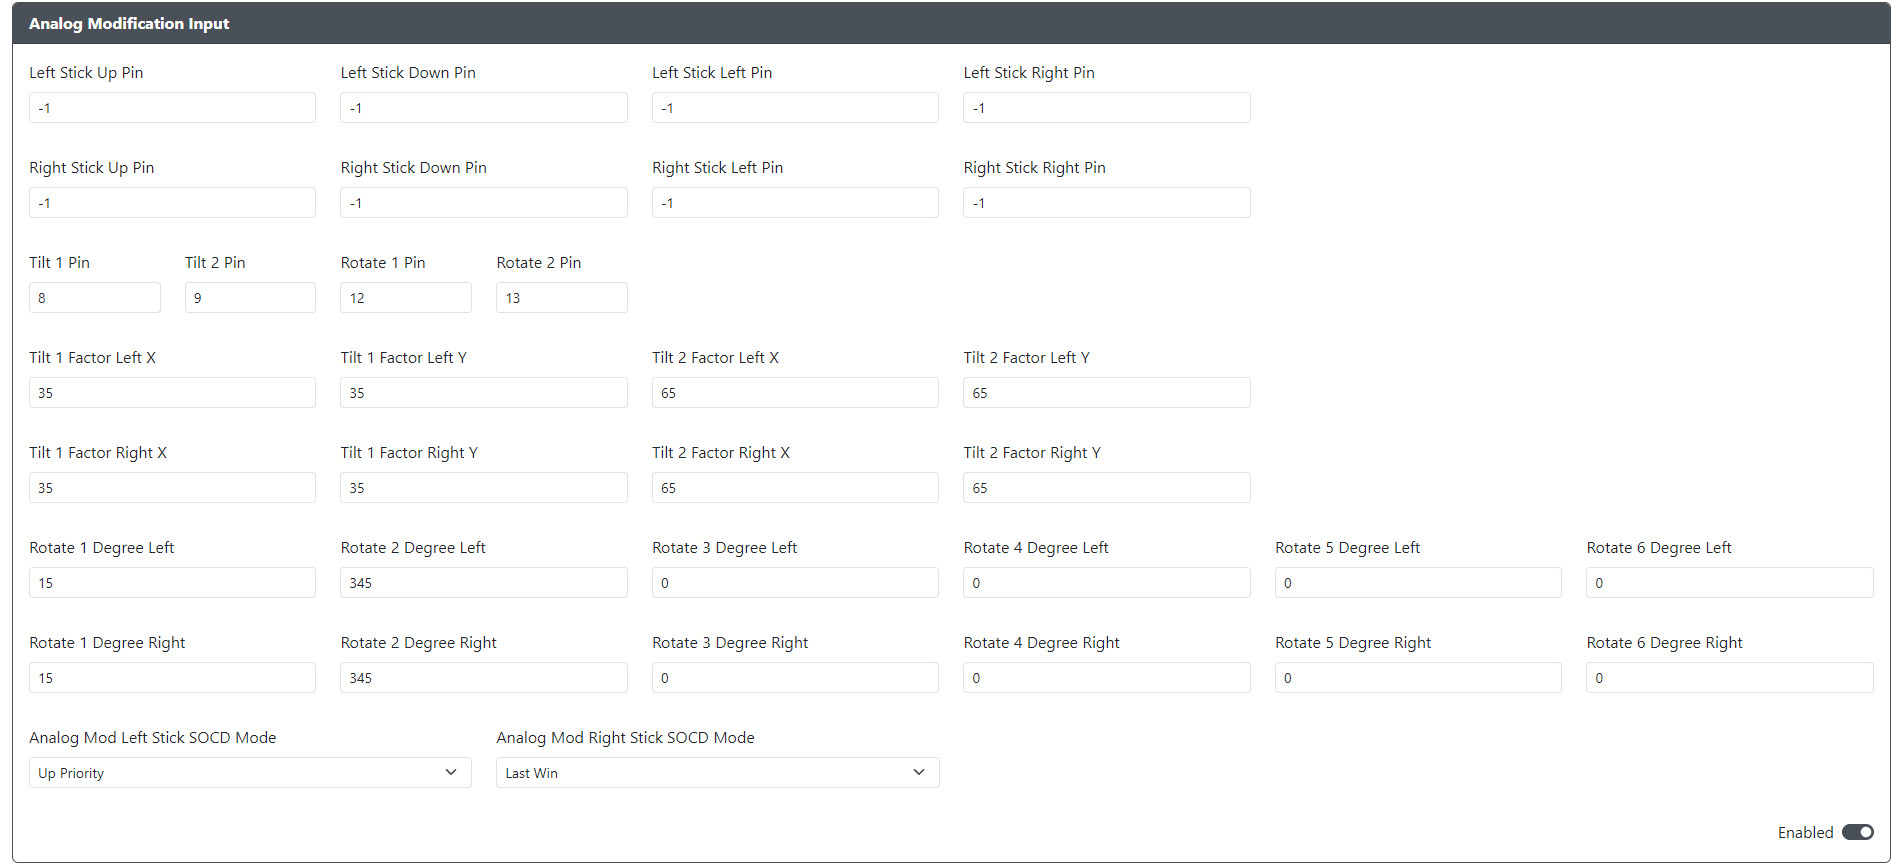 Analog Modification Input
Left Stick Up Pin Left Stick Down Pin Left Stick Left Pin Left Stick Right Pin
-1 -1 -1 -1
Right Stick Up Pin Right Stick Down Pin Right Stick Left Pin Right Stick Right Pin
-1 -1 -1 -1
Tilt 1 Pin Tilt 2 Pin Rotate 1 Pin Rotate 2 Pin
8 9 12 13
Tilt 1 Factor Left X Tilt 1 Factor Left Y Tilt 2 Factor Left X Tilt 2 Factor Left Y
35 35 65 65
Tilt 1 Factor Right X Tilt 1 Factor Right Y Tilt 2 Factor Right X Tilt 2 Factor Right Y
35 35 65 65
Rotate 1 Degree Left Rotate 2 Degree Left Rotate 3 Degree Left Rotate 4 Degree Left Rotate 5 Degree Left Rotate 6 Degree Left
15 345 0 0 0 0
Rotate 1 Degree Right Rotate 2 Degree Right Rotate 3 Degree Right Rotate 4 Degree Right Rotate 5 Degree Right Rotate 6 Degree Right
15 345 0 0 0 0
Analog Mod Left Stick SOCD Mode Analog Mod Right Stick SOCD Mode
Up Priority Last Win
Enabled